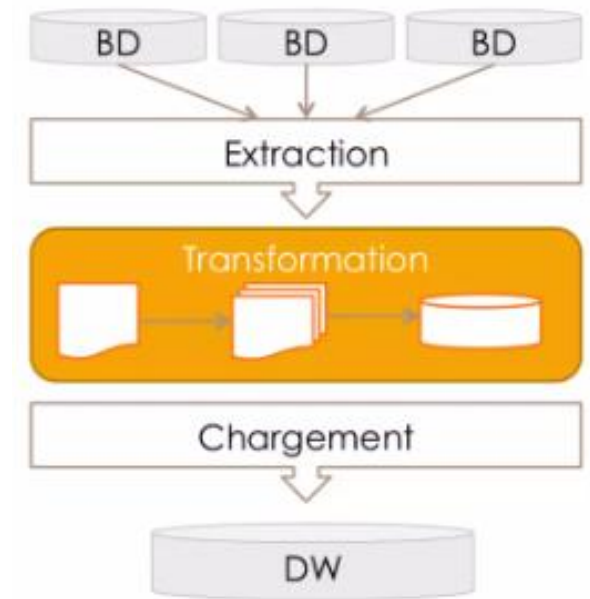 BD BD BD
Extraction
Transformation
Chargement
DW